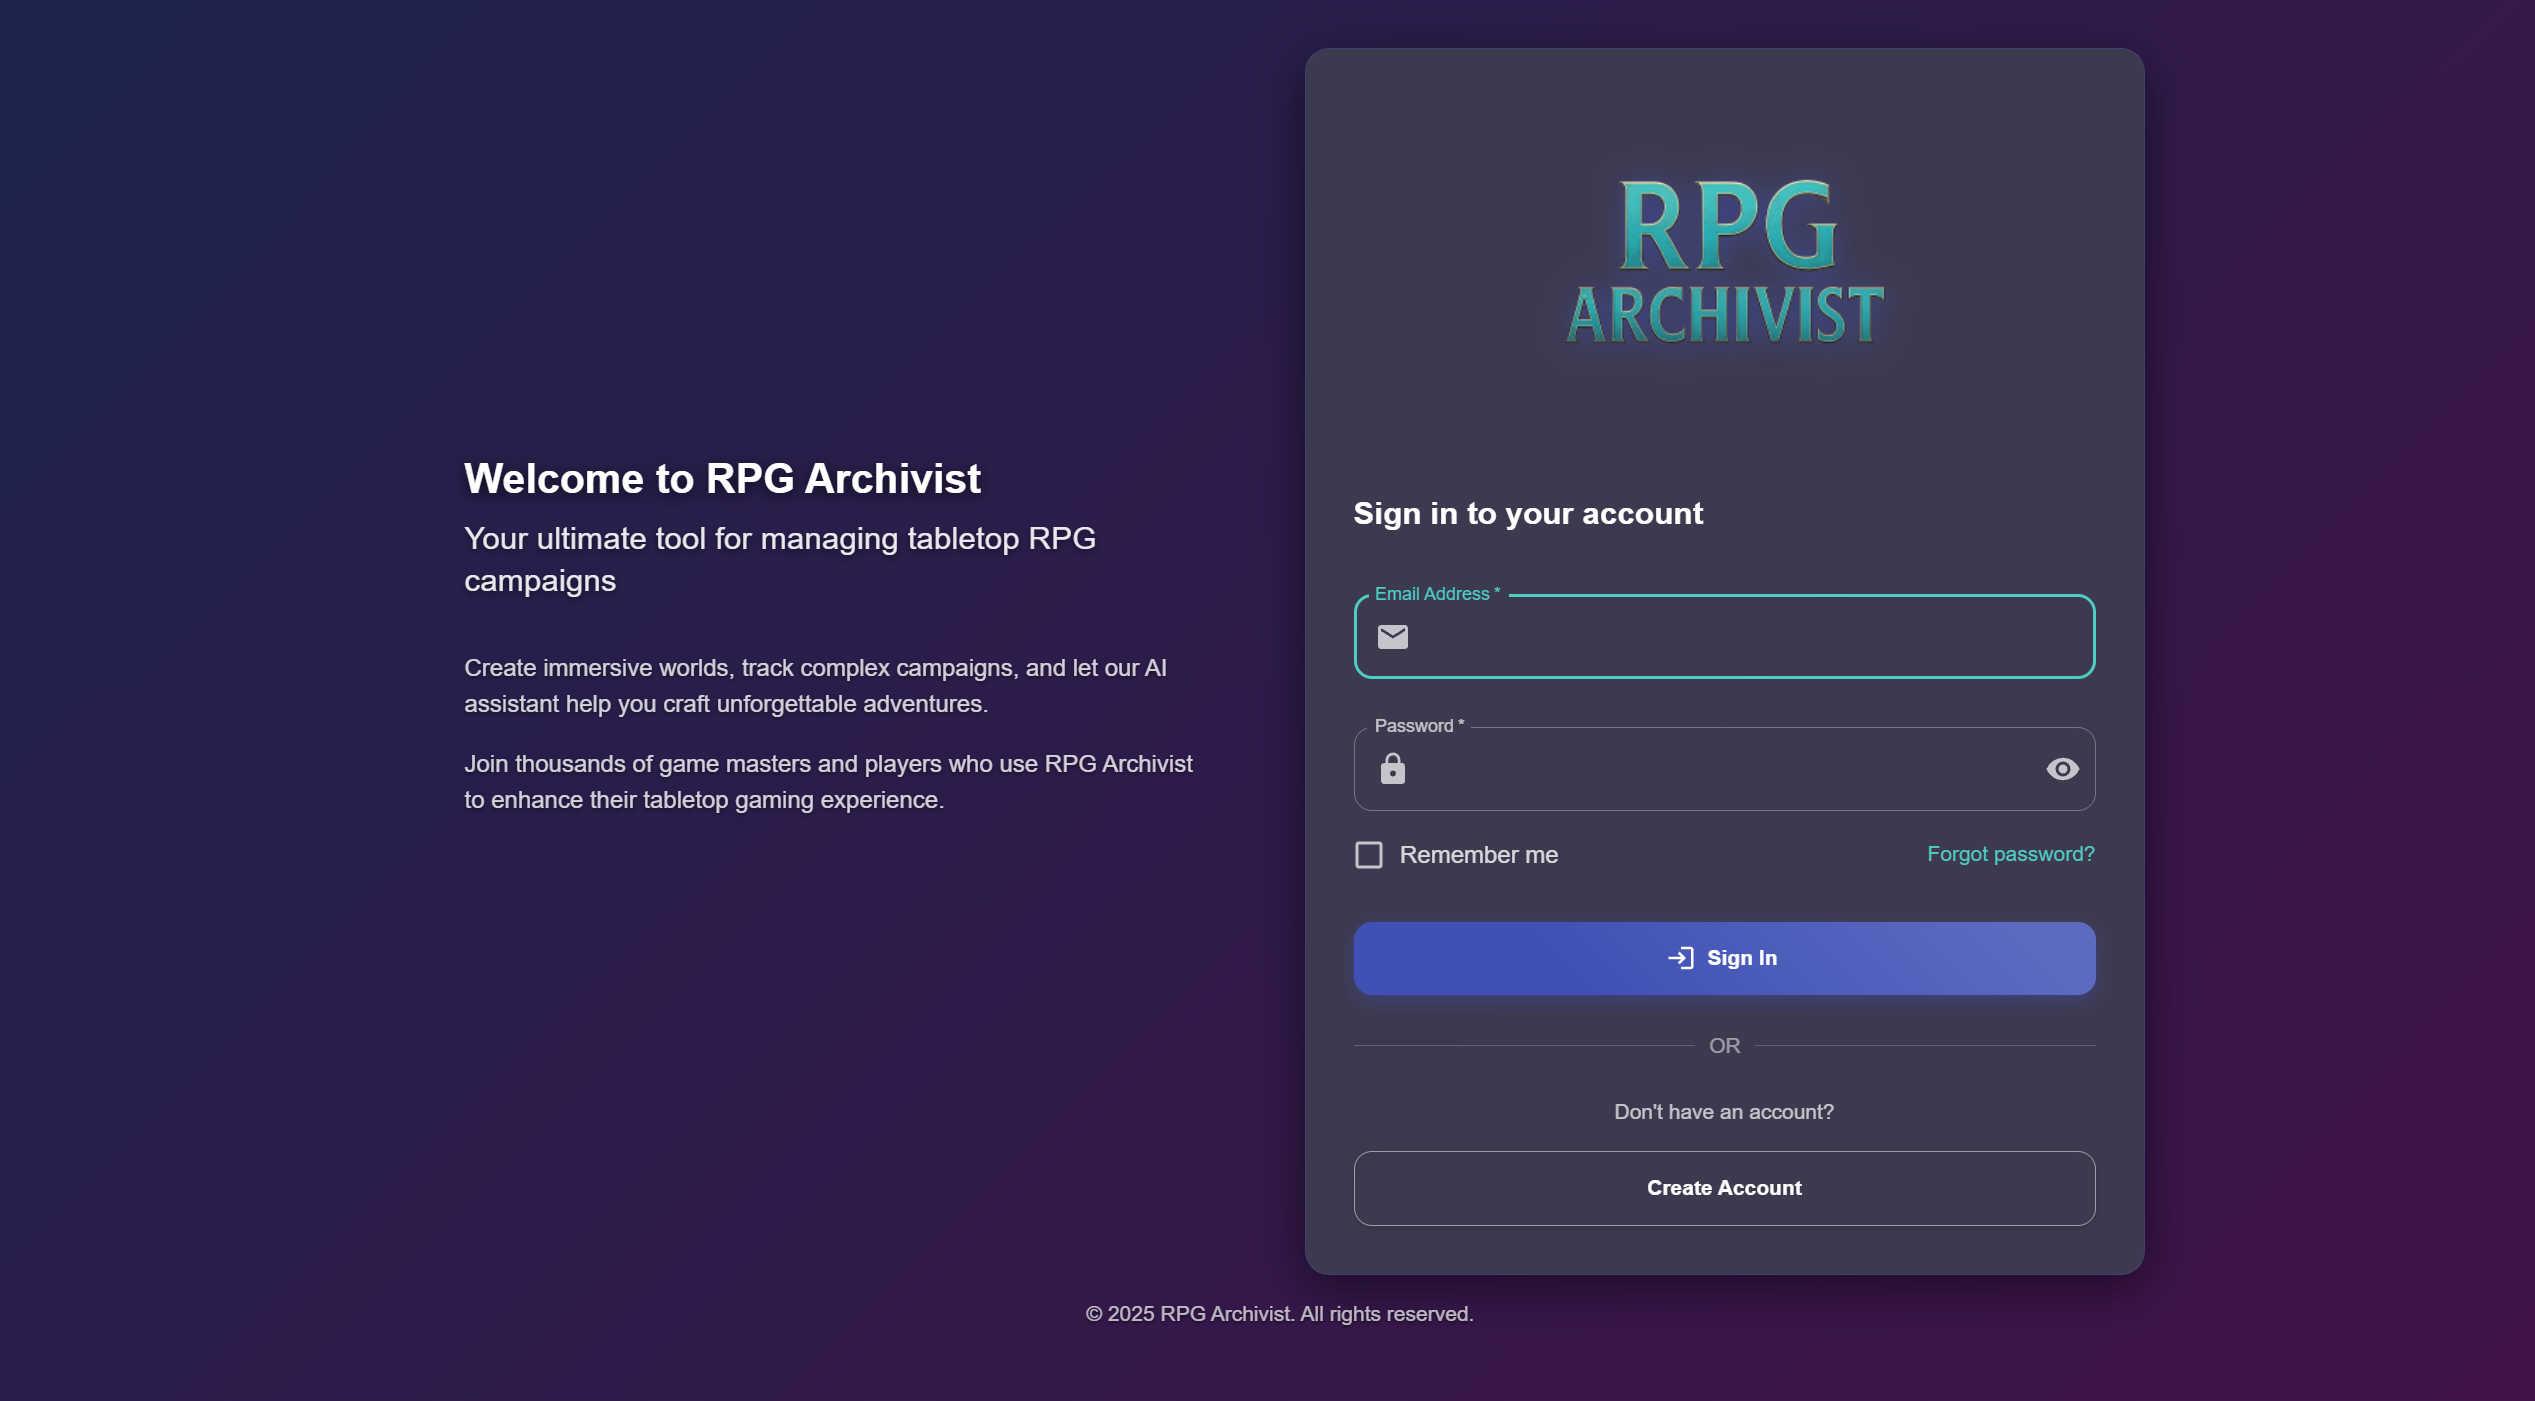 Welcome to RPG Archivist
Your ultimate tool for managing tabletop RPG
campaigns
Create immersive worlds, track complex campaigns, and let our AI
assistant help you craft unforgettable adventures.
Join thousands of game masters and players who use RPG Archivist
to enhance their tabletop gaming experience.
RPG
ARCHIVIST
Sign in to your account
Email Address *
Password *
Remember me
Forgot password?
Sign In
OR
Don't have an account?
Create Account
© 2025 RPG Archivist. All rights reserved.